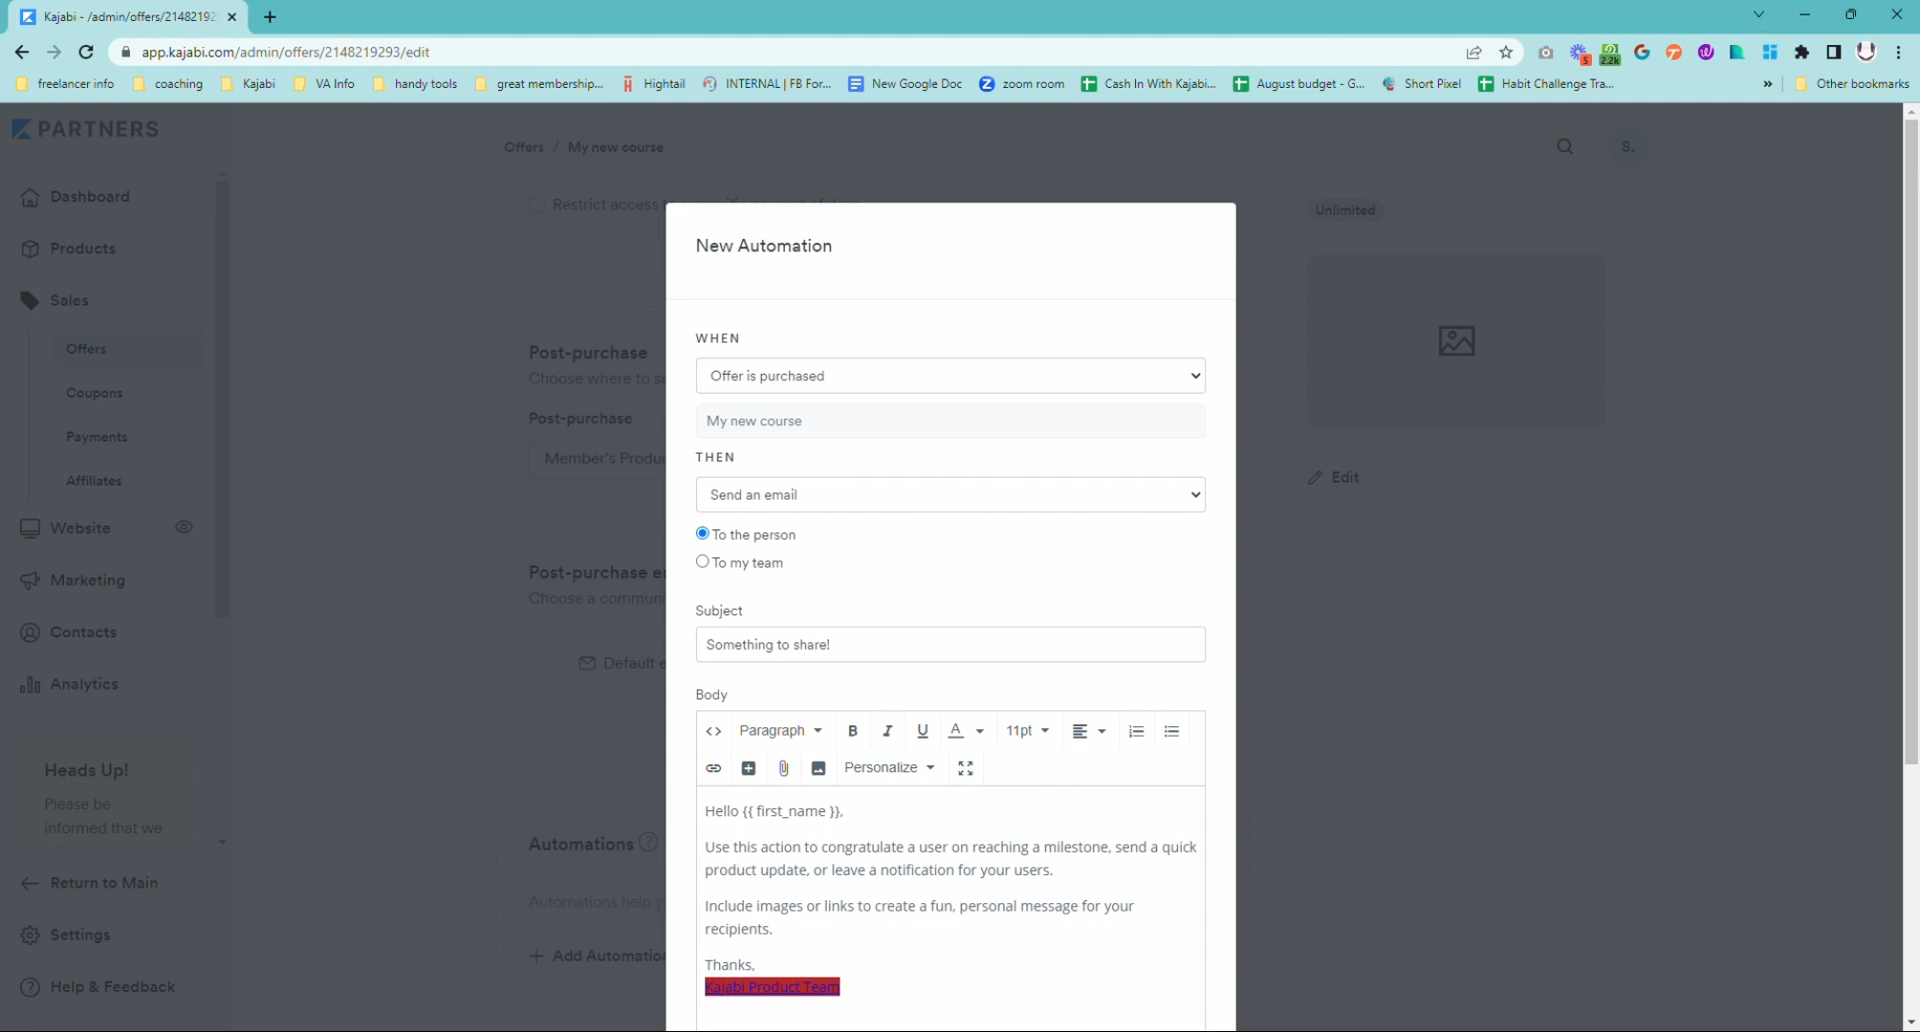 Kajabi - /admin/offers/2148219
app.kajabi.com/admin/offers/2148219293/edit
5
2.2k
freelancer info
coaching
Kajabi
VA Info
handy tools
great membership...
Hightail
INTERNAL | FB For...
New Google Doc
zoom room
Cash In With Kajabi...
August budget - G...
Short Pixel
Habit Challenge Tra...
»
Other bookmarks
PARTNERS
Offers / My new course
S.
Dashboard
Products
Sales
Offers
Coupons
Payments
Affiliates
Website
Marketing
Contacts
Analytics
Heads Up!
Please be
informed that we
Return to Main
Settings
Help & Feedback
Restrict access
Unlimited
Post-purchase
Choose where to se
Post-purchase
Member's Produ
Edit
Post-purchase e
Choose a communi
Default e
Automations
Automations help y
+ Add Automatio
New Automation
WHEN
Offer is purchased
My new course
THEN
Send an email
To the person
To my team
Subject
Something to share!
Body
<> Paragraph B I U A 11pt
Personalize
Hello {{ first_name }},
Use this action to congratulate a user on reaching a milestone, send a quick
product update, or leave a notification for your users.
Include images or links to create a fun, personal message for your
recipients.
Thanks,
Kajabi Product Team